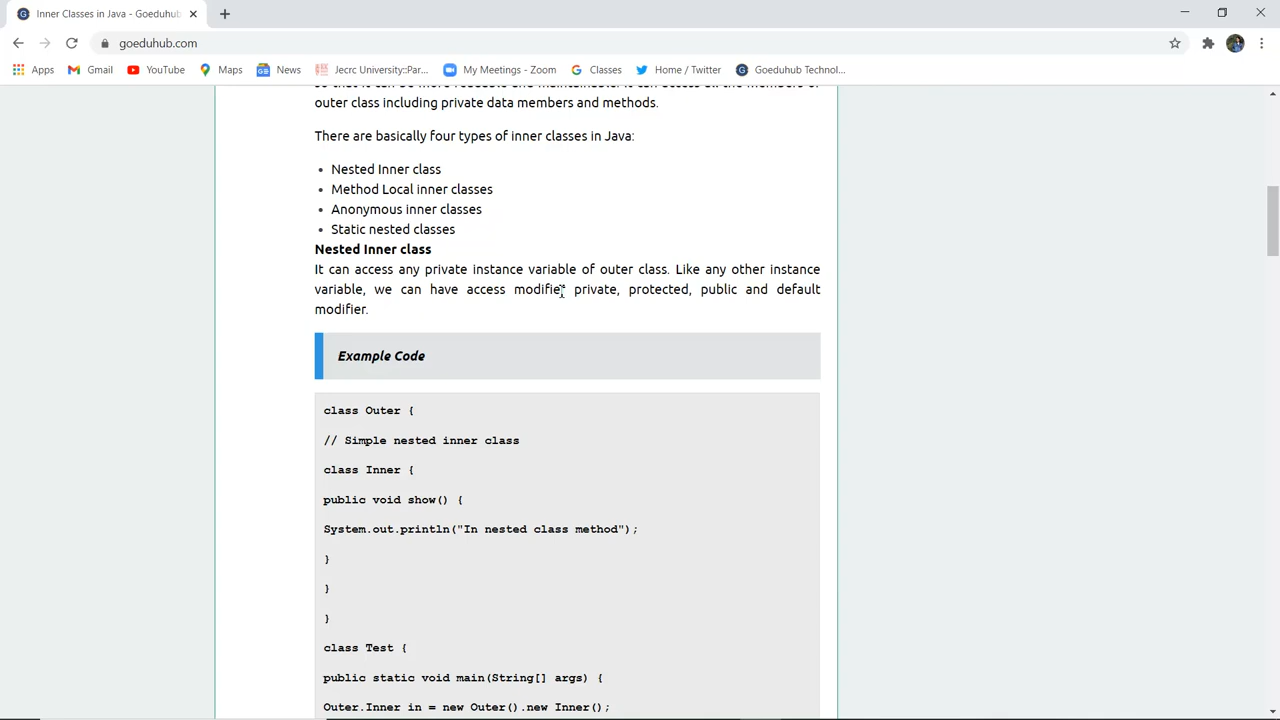 Inner Classes in Java - Goeduhub
goeduhub.com
Apps Gmail YouTube Maps News Jecrc University::Par... My Meetings - Zoom Classes Home / Twitter Goeduhub Technol...
outer class including private data members and methods.
There are basically four types of inner classes in Java:
• Nested Inner class
• Method Local inner classes
• Anonymous inner classes
• Static nested classes
Nested Inner class
It can access any private instance variable of outer class. Like any other instance
variable, we can have access modifier private, protected, public and default
modifier.
Example Code
class Outer {
// Simple nested inner class
class Inner {
public void show() {
System.out.println("In nested class method");
}
}
}
class Test {
public static void main(String[] args) {
Outer.Inner in = new Outer().new Inner();